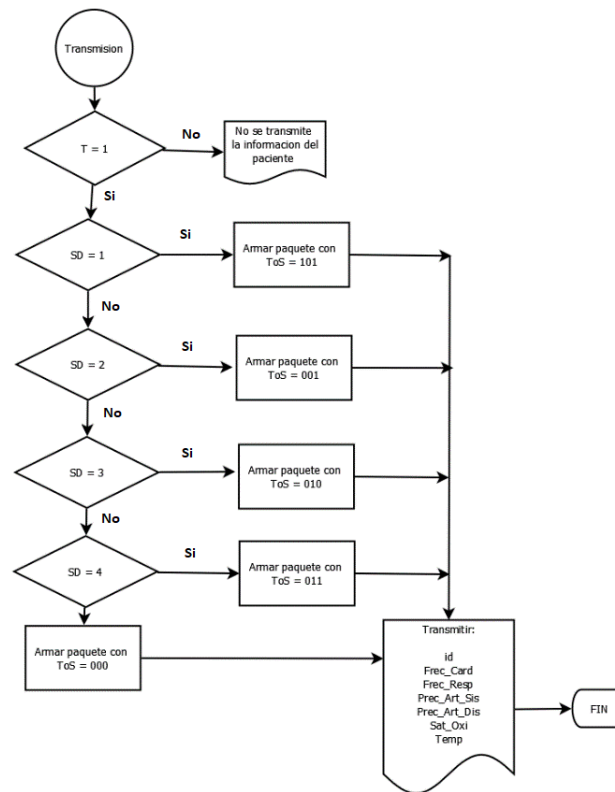 Transmision
T = 1
No
No se transmite
la informacion del
paciente
Si
SD = 1
Si
Armar paquete con
ToS = 101
No
SD = 2
Si
Armar paquete con
ToS = 001
No
SD = 3
Si
Armar paquete con
ToS = 010
No
SD = 4
Si
Armar paquete con
ToS = 011
Armar paquete con
ToS = 000
Transmitir:
id
Frec_Card
Frec_Resp
Prec_Art_Sis
Prec_Art_Dis
Sat_Oxi
Temp
FIN